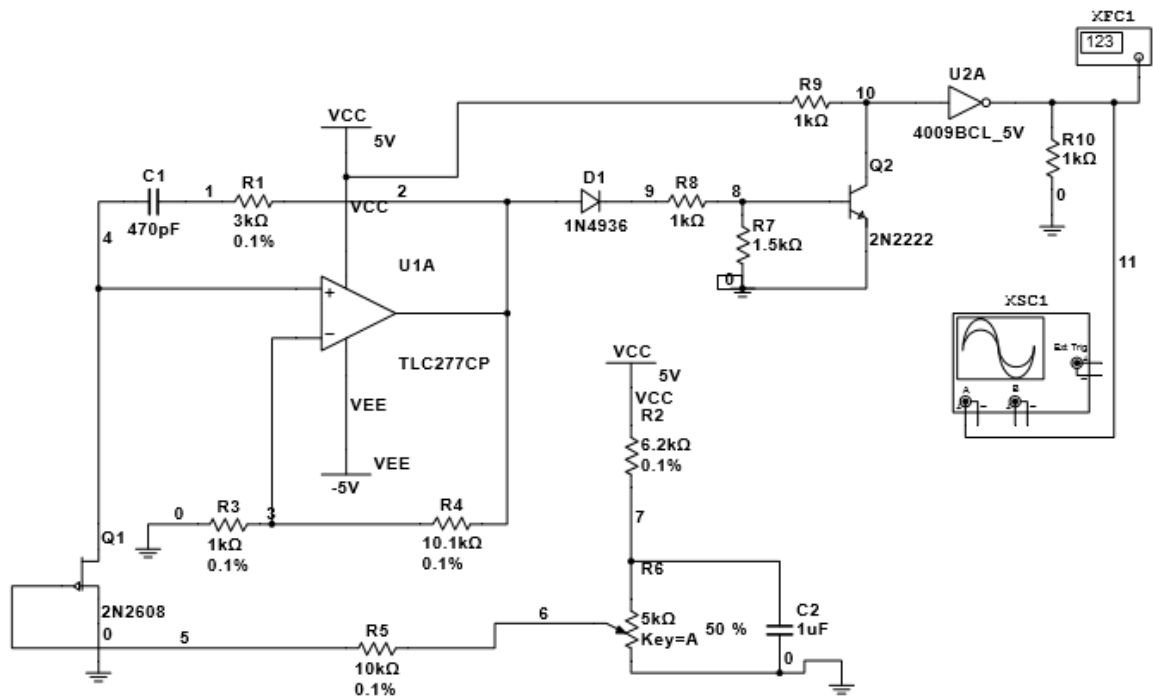 XFC1
123
U2A
R9
10
VCC
5V
1kΩ
4009BCL_5V
R10
1kΩ
Q2
C1
1
R1
2
D1
9
R8
8
0
VCC
470pF
3kΩ
0.1%
1N4936
1kΩ
R7
1.5kΩ
2N2222
4
U1A
0
11
+
−
XSC1
Ext Trig
TLC277CP
VCC
5V
VCC
R2
A
B
VEE
6.2kΩ
0.1%
VEE
-5V
0
R3
3
R4
7
1kΩ
0.1%
10.1kΩ
0.1%
Q1
R6
2N2608
0
5
R5
6
5kΩ
Key=A
50 %
C2
1uF
0
10kΩ
0.1%